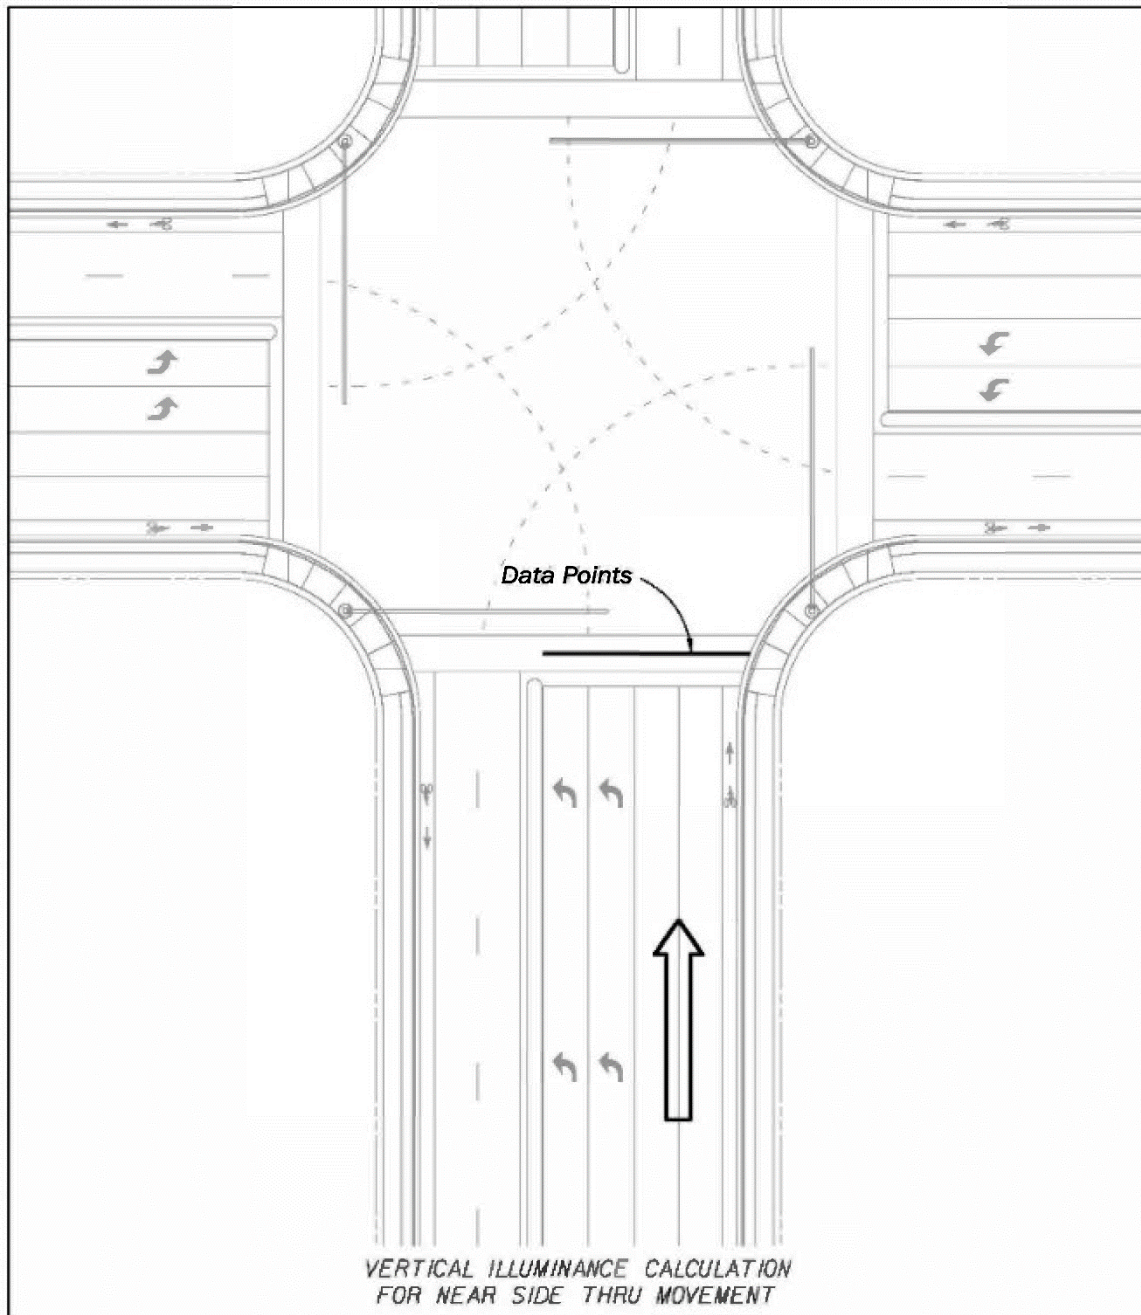 Data Points
VERTICAL ILLUMINANCE CALCULATION
FOR NEAR SIDE THRU MOVEMENT